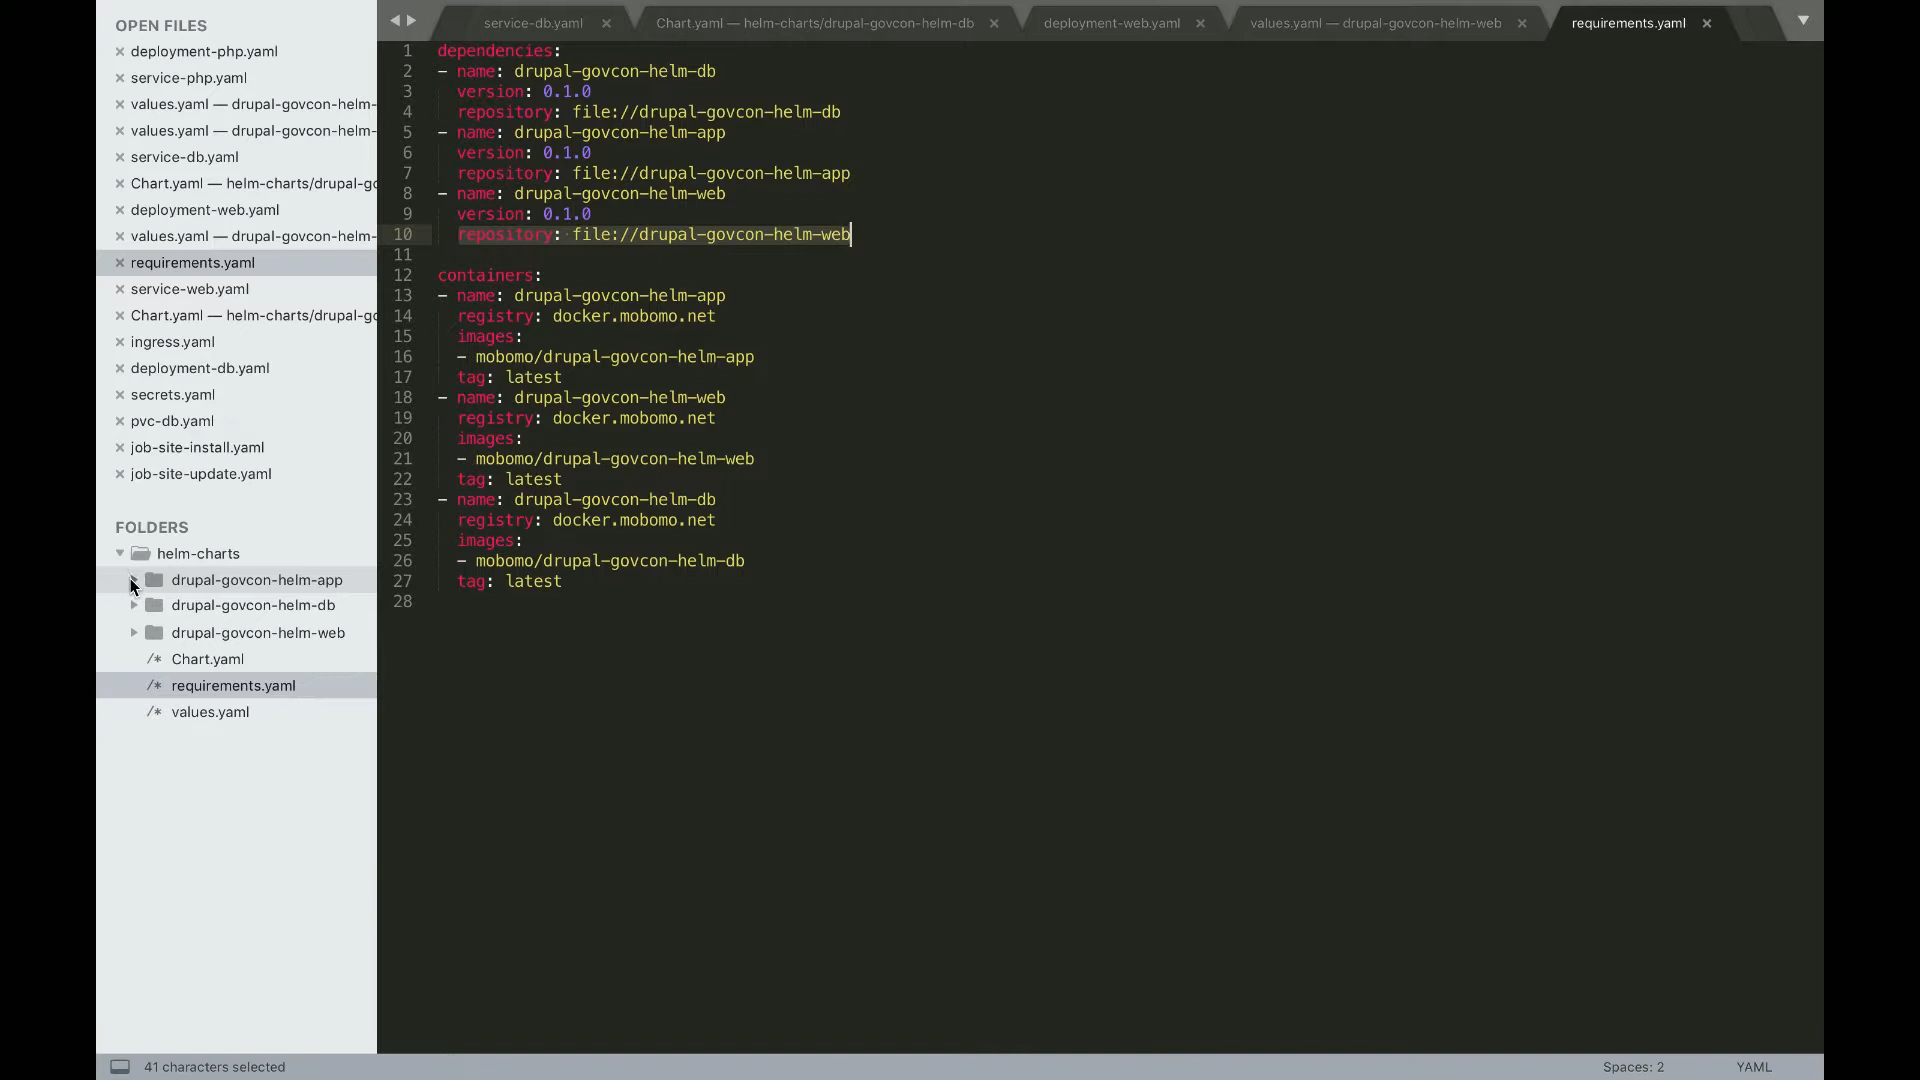 OPEN FILES
deployment-php.yaml
service-php.yaml
values.yaml — drupal-govcon-helm-
values.yaml — drupal-govcon-helm-
service-db.yaml
Chart.yaml — helm-charts/drupal-go
deployment-web.yaml
values.yaml — drupal-govcon-helm-
requirements.yaml
service-web.yaml
Chart.yaml — helm-charts/drupal-go
ingress.yaml
deployment-db.yaml
secrets.yaml
pvc-db.yaml
job-site-install.yaml
job-site-update.yaml
FOLDERS
helm-charts
drupal-govcon-helm-app
drupal-govcon-helm-db
drupal-govcon-helm-web
/* Chart.yaml
/* requirements.yaml
/* values.yaml
service-db.yaml
Chart.yaml — helm-charts/drupal-govcon-helm-db
deployment-web.yaml
values.yaml — drupal-govcon-helm-web
requirements.yaml
1 dependencies:
2 - name: drupal-govcon-helm-db
3 version: 0.1.0
4 repository: file://drupal-govcon-helm-db
5 - name: drupal-govcon-helm-app
6 version: 0.1.0
7 repository: file://drupal-govcon-helm-app
8 - name: drupal-govcon-helm-web
9 version: 0.1.0
10 repository: file://drupal-govcon-helm-web
11
12 containers:
13 - name: drupal-govcon-helm-app
14 registry: docker.mobomo.net
15 images:
16 - mobomo/drupal-govcon-helm-app
17 tag: latest
18 - name: drupal-govcon-helm-web
19 registry: docker.mobomo.net
20 images:
21 - mobomo/drupal-govcon-helm-web
22 tag: latest
23 - name: drupal-govcon-helm-db
24 registry: docker.mobomo.net
25 images:
26 - mobomo/drupal-govcon-helm-db
27 tag: latest
28
41 characters selected
Spaces: 2
YAML